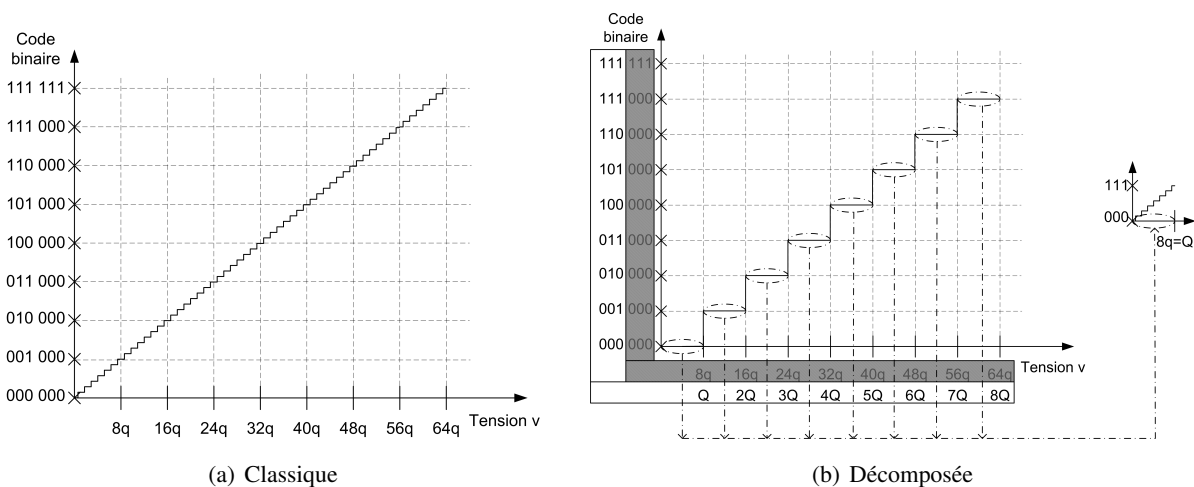 Code
binaire
111 111
111 000
110 000
101 000
100 000
011 000
010 000
001 000
000 000
8q 16q 24q 32q 40q 48q 56q 64q
Tension v
(a) Classique
Code
binaire
111 111
111 000
110 000
101 000
100 000
011 000
010 000
001 000
000 000
8q 16q 24q 32q 40q 48q 56q 64q
Tension v
Q 2Q 3Q 4Q 5Q 6Q 7Q 8Q
111
000
8q=Q
(b) Décomposée